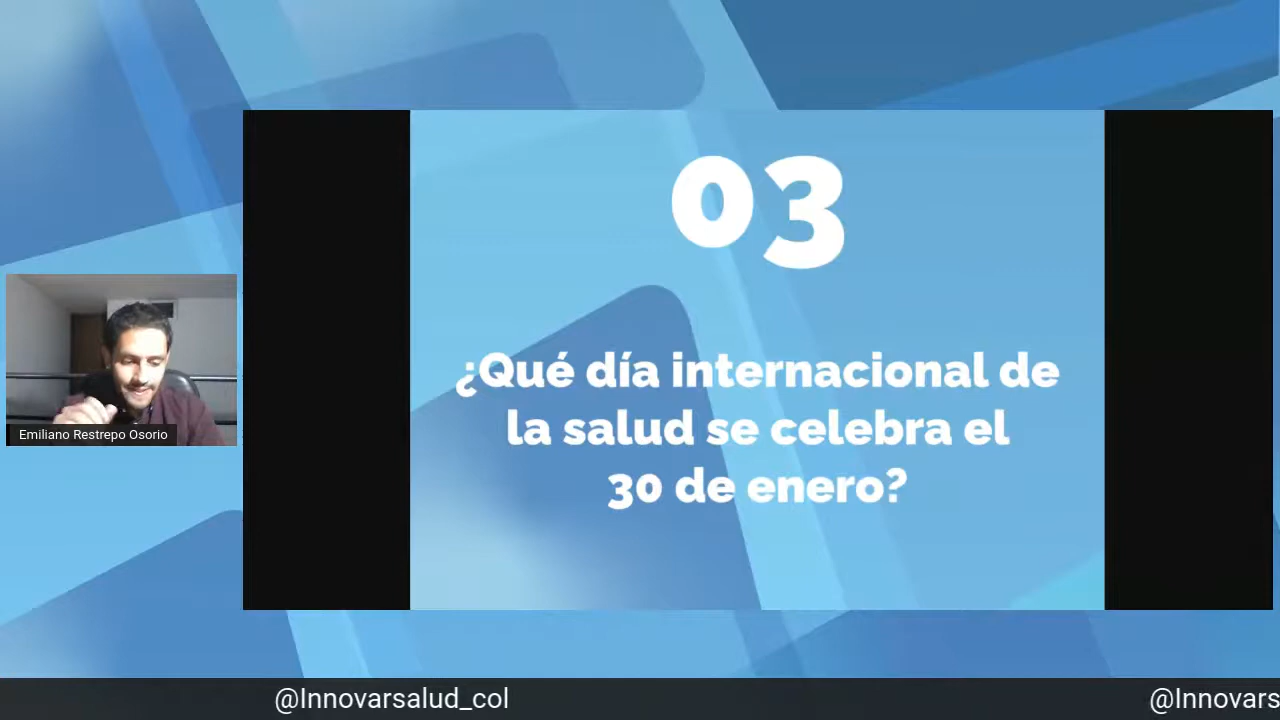 03
¿Qué día internacional de
la salud se celebra el
30 de enero?
Emiliano Restrepo Osorio
@Innovarsalud_col
@Innovars